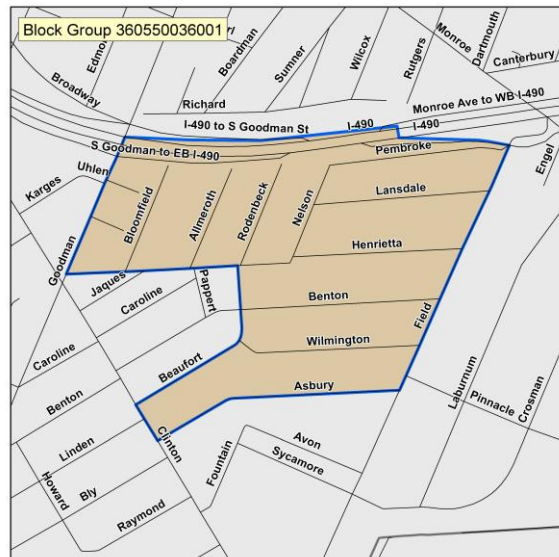 Block Group 360550036001
Edmo
rl
Boardman
Sumner
Wilcox
Rutgers
Monroe
Dartmouth
Canterbury
Broadway
Richard
Monroe Ave to WB I-490
I-490 to S Goodman St
I-490
I-490
S Goodman to EB I-490
Pembroke
Engel
Uhlen
Karges
Lansdale
Bloomfield
Allmeroth
Rodenbeck
Nelson
Henrietta
Goodman
Jaques
Pappert
Caroline
Benton
Field
Wilmington
Caroline
Beaufort
Asbury
Benton
Laburnum
Pinnacle
Crosman
Linden
Clinton
Avon
Sycamore
Fountain
Howard
Bly
Raymond